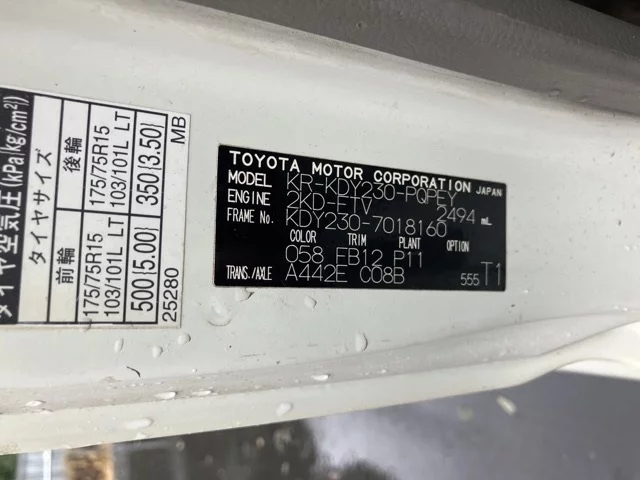 タイヤ空気圧(kPa{kg/cm²})
タイヤサイズ
前輪 後輪
175/75R15 175/75R15
103/101L LT 103/101L LT
500{5.00} 350{3.50}
25280 MB
TOYOTA MOTOR CORPORATION JAPAN
MODEL KR-KDY230-PQPEY
ENGINE 2KD-FTV 2494 mL
FRAME No. KDY230-7018160
COLOR TRIM PLANT OPTION
058 FB12 P11
TRANS./AXLE A442E C08B
555 T1